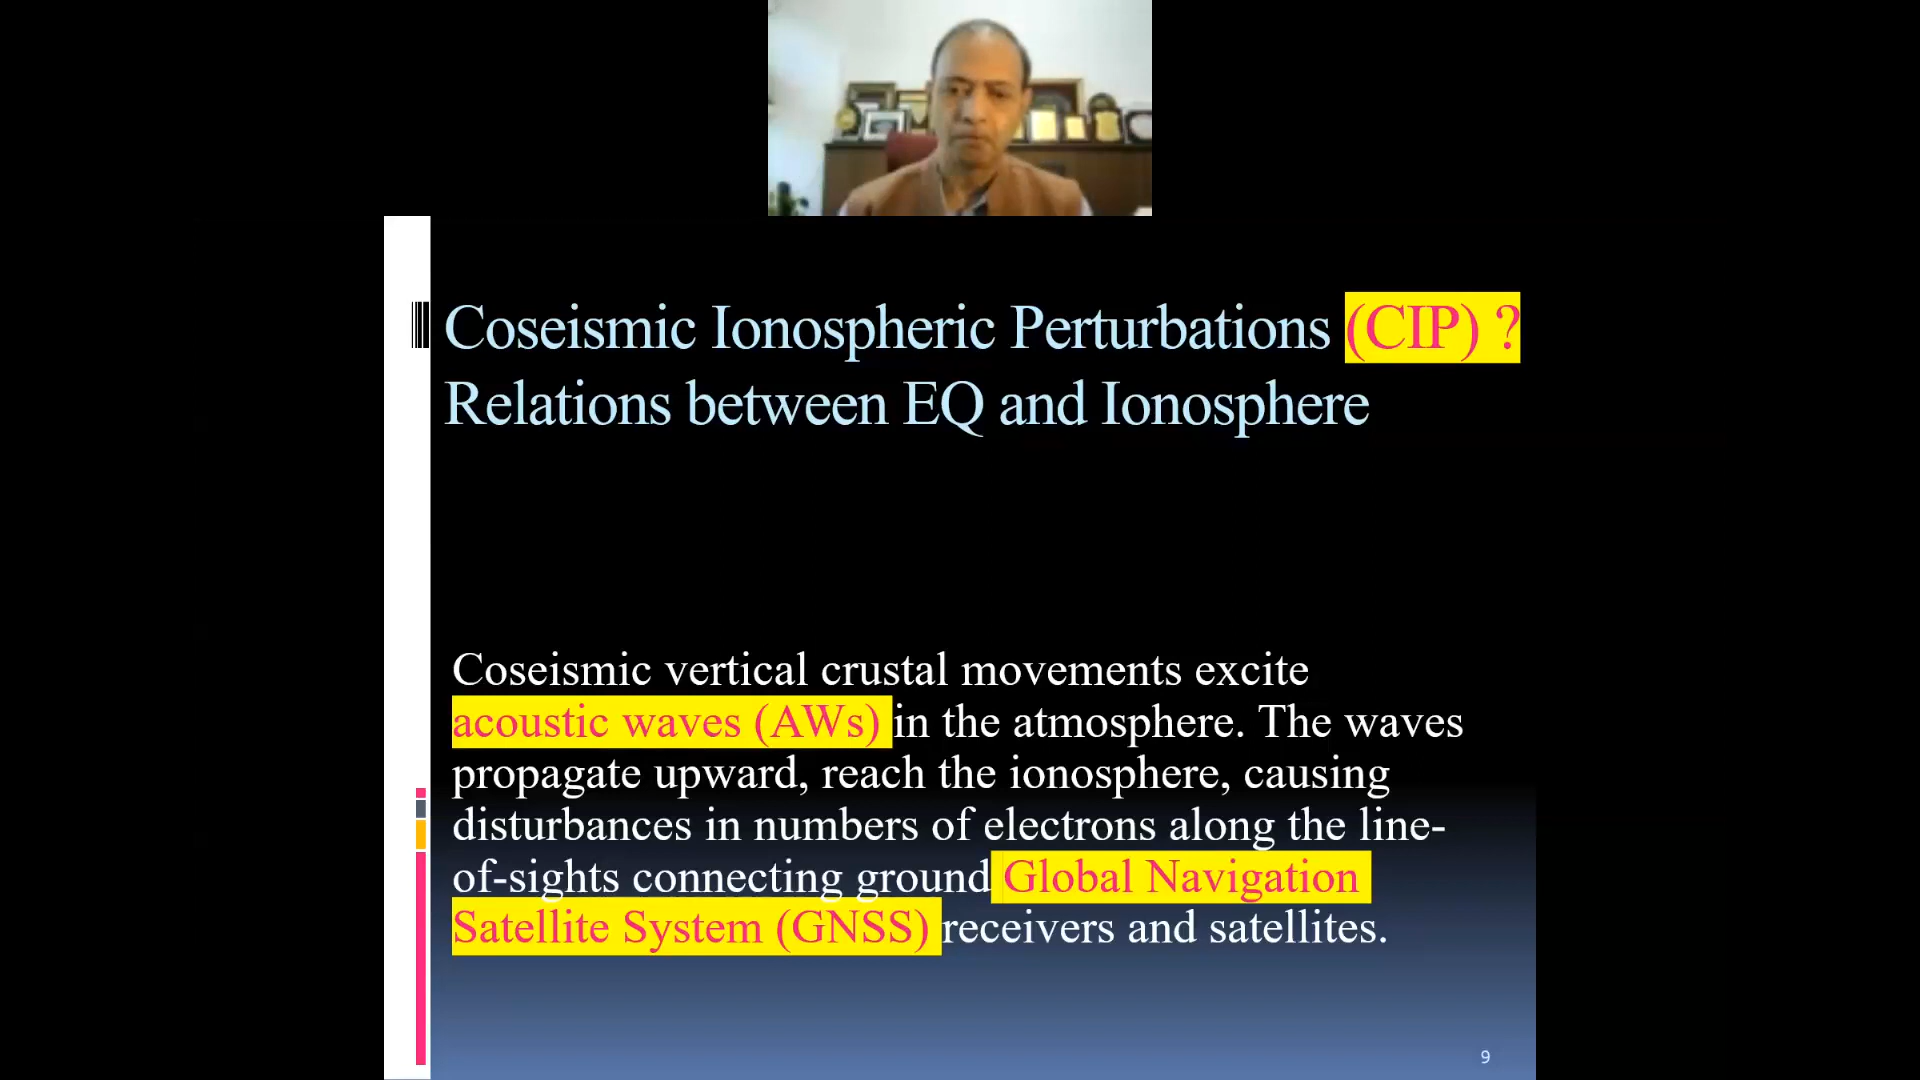 Coseismic Ionospheric Perturbations (CIP) ?
Relations between EQ and Ionosphere
Coseismic vertical crustal movements excite
acoustic waves (AWs) in the atmosphere. The waves
propagate upward, reach the ionosphere, causing
disturbances in numbers of electrons along the line-
of-sights connecting ground Global Navigation
Satellite System (GNSS) receivers and satellites.
9